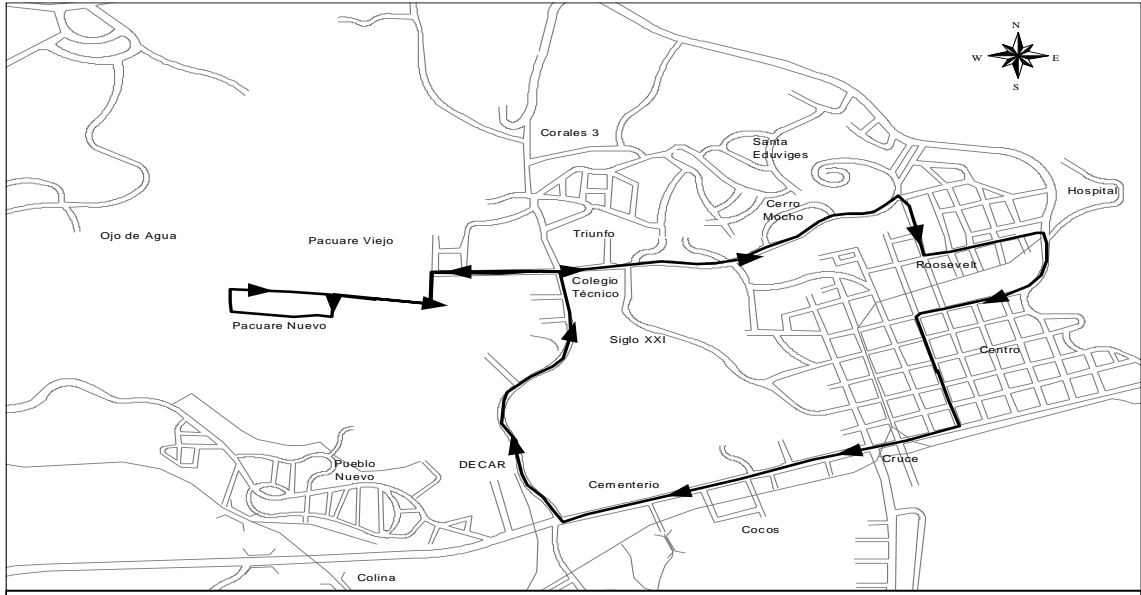 N
W E
S
Corales 3
Santa
Eduviges
Hospital
Cerro
Mocho
Ojo de Agua
Pacuare Viejo
Triunfo
Roosevelt
Colegio
Técnico
Pacuare Nuevo
Siglo XXI
Centro
Pueblo
Nuevo
DECAR
Cruce
Cementerio
Cocos
Colina